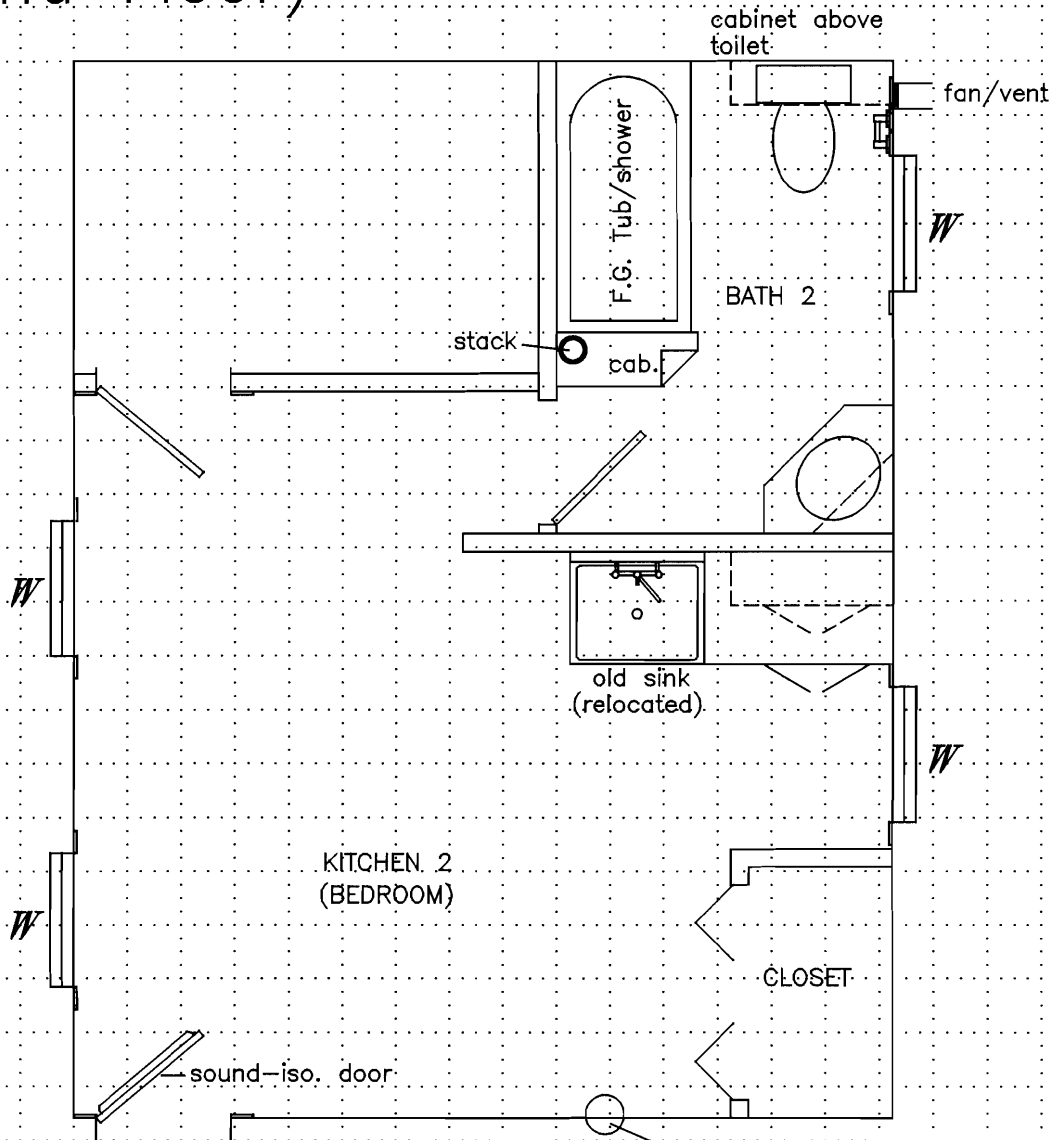 cabinet above
toilet
fan/vent
F.G. Tub/shower
W
BATH 2
stack
cab.
W
old sink
(relocated)
W
KITCHEN 2
(BEDROOM)
W
CLOSET
sound-iso. door